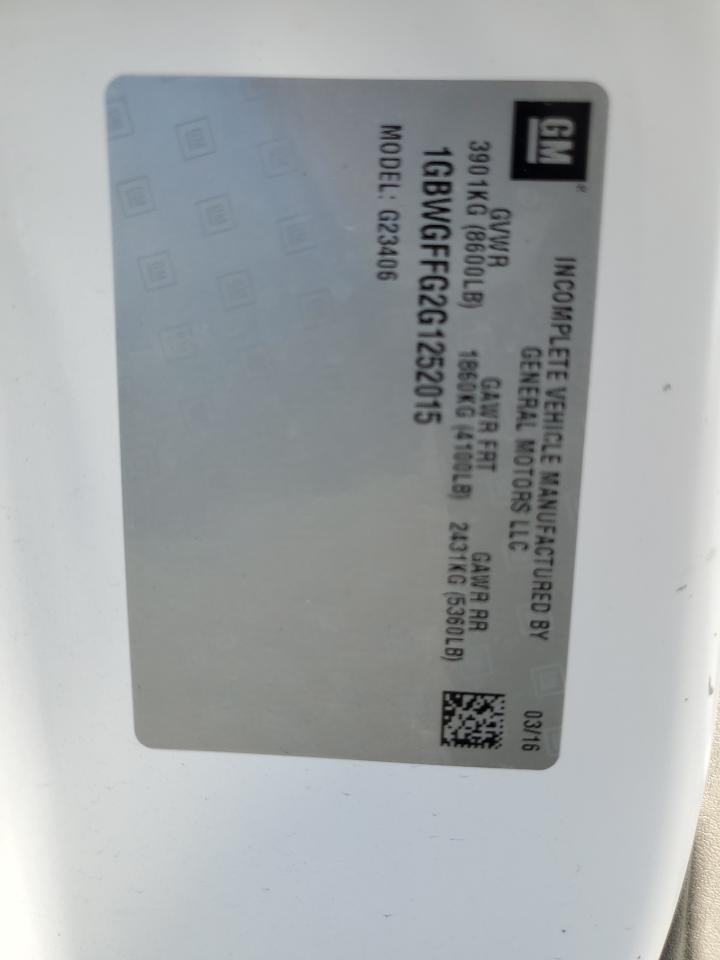 GM
INCOMPLETE VEHICLE MANUFACTURED BY
GENERAL MOTORS LLC
03/16
GVWR GAWR FRT GAWR RR
3901KG (8600LB) 1860KG (4100LB) 2431KG (5360LB)
1GBWGFFG2G1252015
MODEL: G23406